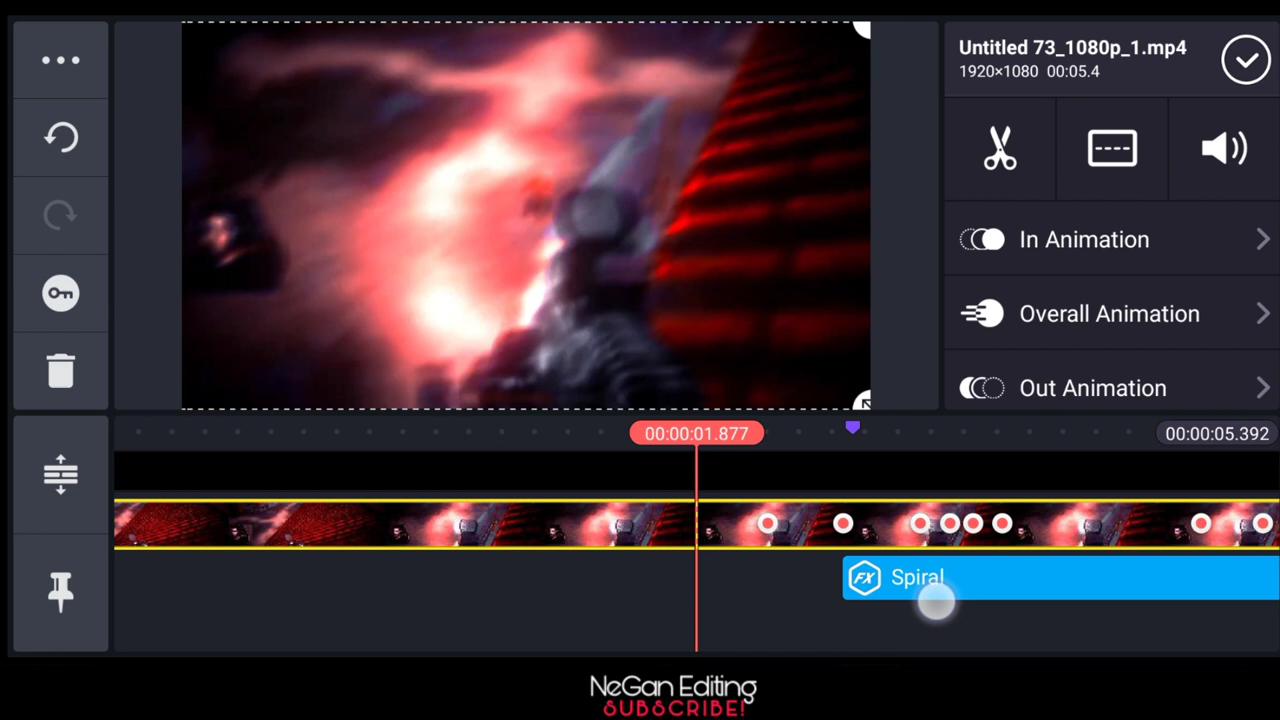 Untitled 73_1080p_1.mp4
1920×1080 00:05.4
In Animation
Overall Animation
Out Animation
00:00:01.877
00:00:05.392
FX Spiral
NeGan Editing
SUBSCRIBE!